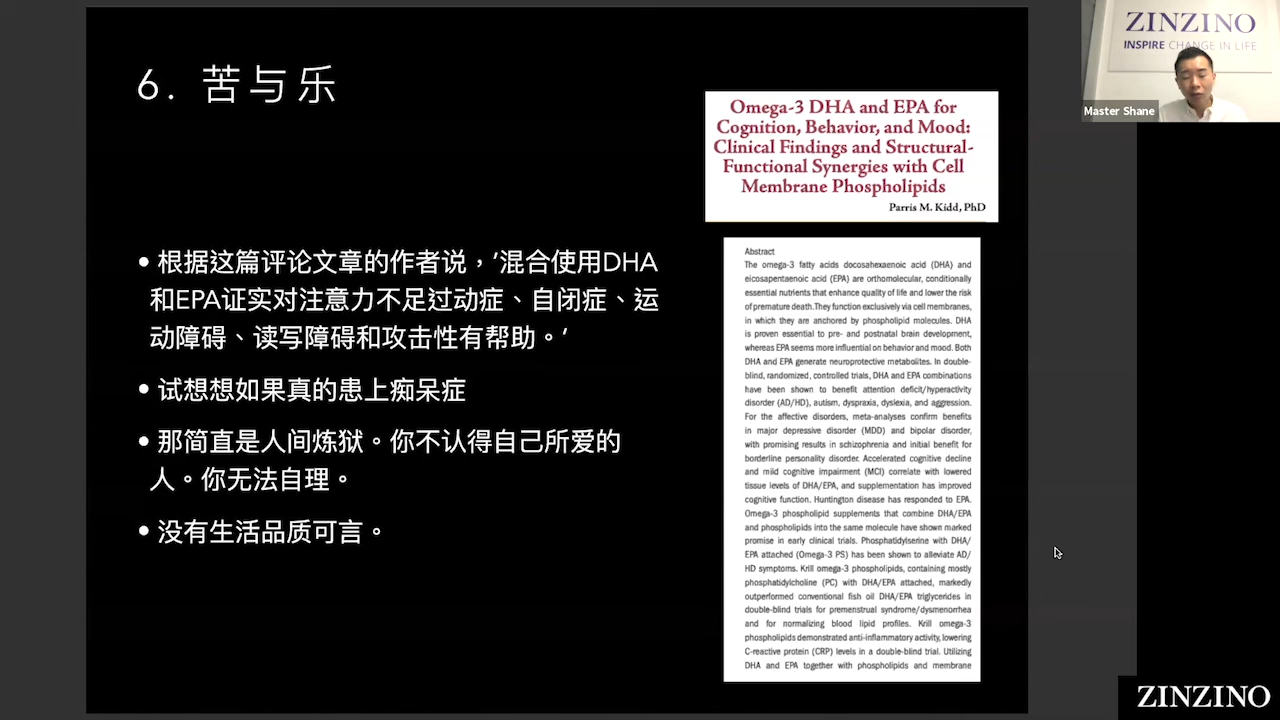 6. 苦与乐
• 根据这篇评论文章的作者说，'混合使用DHA
和EPA证实对注意力不足过动症、自闭症、运
动障碍、读写障碍和攻击性有帮助。'
• 试想想如果真的患上痴呆症
• 那简直是人间炼狱。你不认得自己所爱的
人。你无法自理。
• 没有生活品质可言。
Omega-3 DHA and EPA for
Cognition, Behavior, and Mood:
Clinical Findings and Structural-
Functional Synergies with Cell
Membrane Phospholipids
Parris M. Kidd, PhD
Abstract
The omega-3 fatty acids docosahexaenoic acid (DHA) and
eicosapentaenoic acid (EPA) are orthomolecular, conditionally
essential nutrients that enhance quality of life and lower the risk
of premature death.They function exclusively via cell membranes,
in which they are anchored by phospholipid molecules. DHA
is proven essential to pre- and postnatal brain development,
whereas EPA seems more influential on behavior and mood. Both
DHA and EPA generate neuroprotective metabolites. In double-
blind, randomized, controlled trials, DHA and EPA combinations
have been shown to benefit attention deficit/hyperactivity
disorder (AD/HD), autism, dyspraxia, dyslexia, and aggression.
For the affective disorders, meta-analyses confirm benefits
in major depressive disorder (MDD) and bipolar disorder,
with promising results in schizophrenia and initial benefit for
borderline personality disorder. Accelerated cognitive decline
and mild cognitive impairment (MCI) correlate with lowered
tissue levels of DHA/EPA, and supplementation has improved
cognitive function. Huntington disease has responded to EPA.
Omega-3 phospholipid supplements that combine DHA/EPA
and phospholipids into the same molecule have shown marked
promise in early clinical trials. Phosphatidylserine with DHA/
EPA attached (Omega-3 PS) has been shown to alleviate AD/
HD symptoms. Krill omega-3 phospholipids, containing mostly
phosphatidylcholine (PC) with DHA/EPA attached, markedly
outperformed conventional fish oil DHA/EPA triglycerides in
double-blind trials for premenstrual syndrome/dysmenorrhea
and for normalizing blood lipid profiles. Krill omega-3
phospholipids demonstrated anti-inflammatory activity, lowering
C-reactive protein (CRP) levels in a double-blind trial. Utilizing
DHA and EPA together with phospholipids and membrane
ZINZINO
INSPIRE CHANGE IN LIFE
Master Shane
ZINZINO